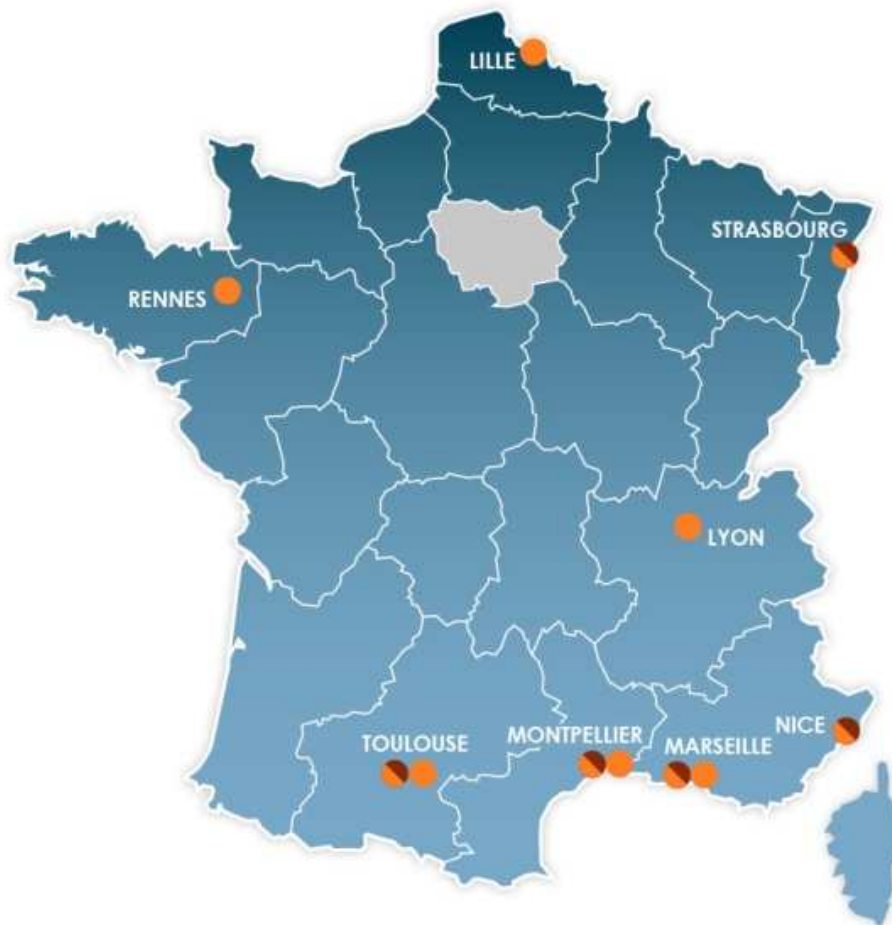 LILLE
STRASBOURG
RENNES
LYON
NICE
MONTPELLIER
MARSEILLE
TOULOUSE